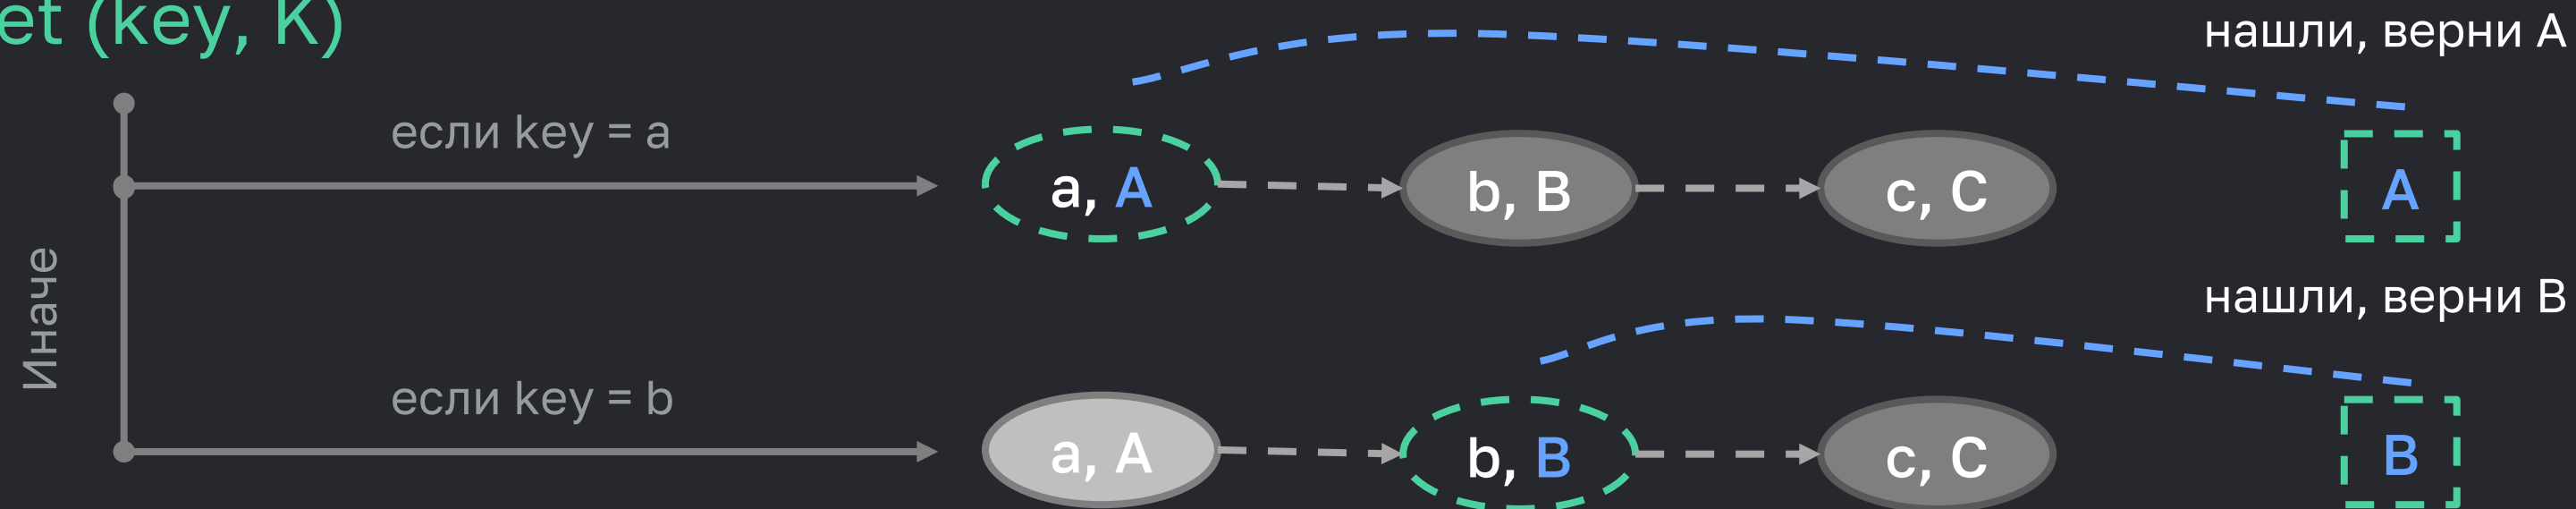 et (key, K)
нашли, верни A
если key = a
a, A
b, B
c, C
A
Иначе
нашли, верни B
если key = b
a, A
b, B
c, C
B